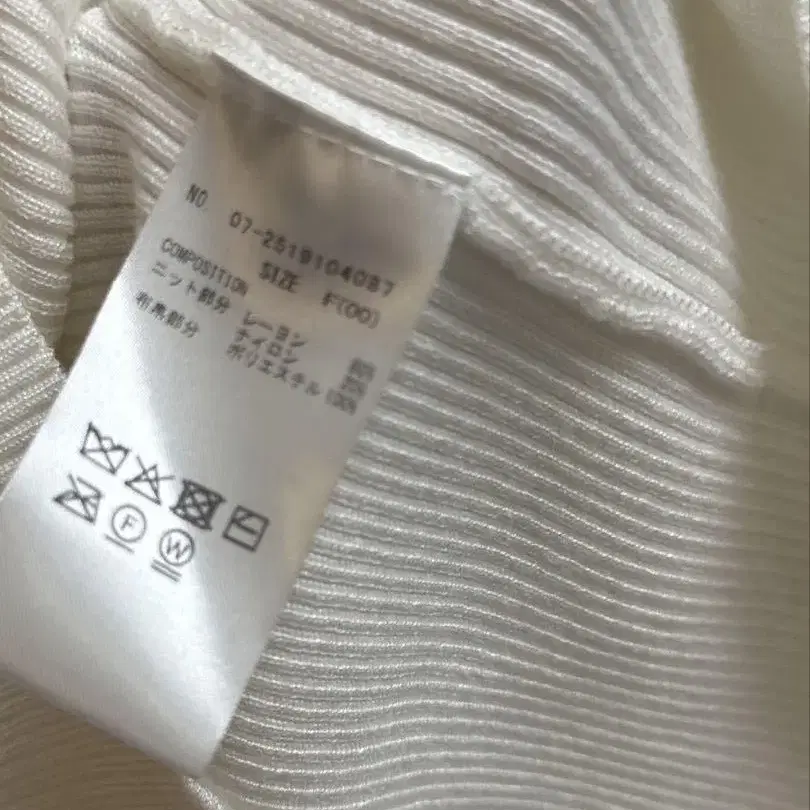 NO. 07-2519104087
SIZE F(00)
COMPOSITION
ニット部分 レーヨン
ナイロン
布帛部分 ポリエステル 100%
F W